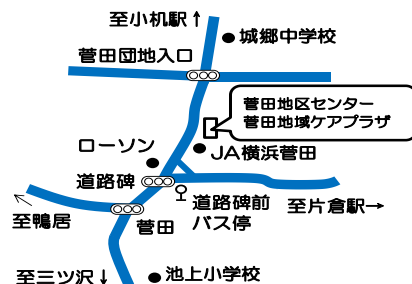 至小机駅↑
城郷中学校
菅田団地入口
菅田地区センター
菅田地域ケアプラザ
ローソン
JA横浜菅田
道路碑
道路碑前
バス停
至片倉駅→
至鴨居
菅田
至三ツ沢↓
池上小学校